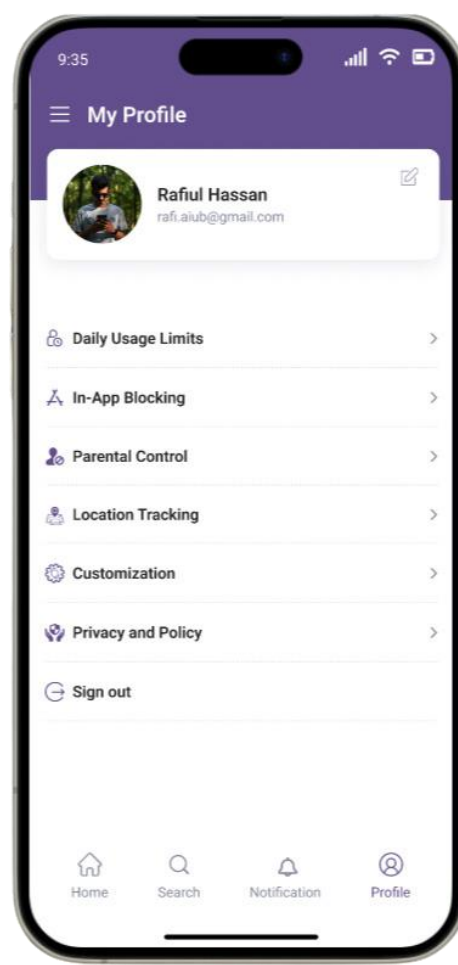 9:35
My Profile
Rafiul Hassan
rafi.aiub@gmail.com
Daily Usage Limits
In-App Blocking
Parental Control
Location Tracking
Customization
Privacy and Policy
Sign out
Home Search Notification Profile